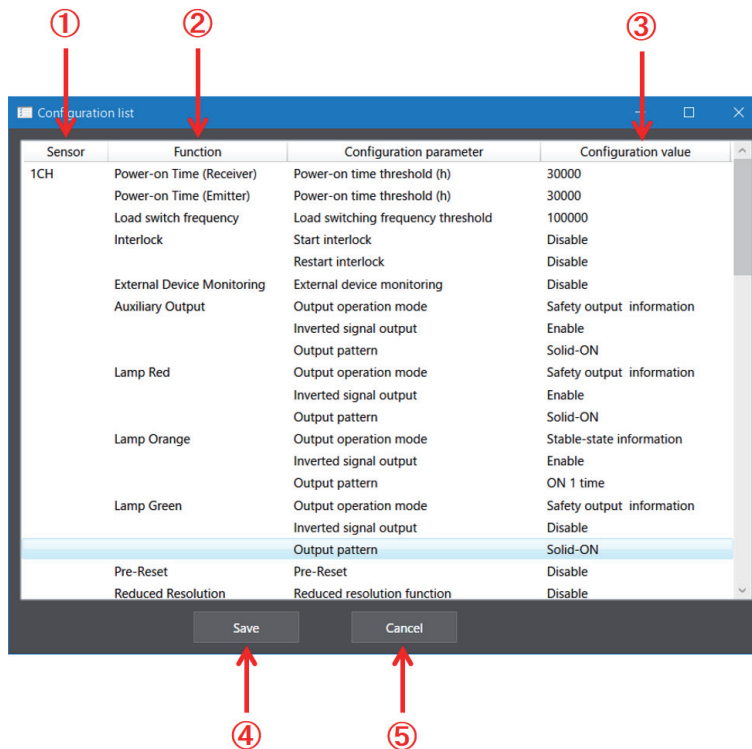 ① ② ③
Configuration list
Sensor Function Configuration parameter Configuration value
1CH Power-on Time (Receiver) Power-on time threshold (h) 30000
Power-on Time (Emitter) Power-on time threshold (h) 30000
Load switch frequency Load switching frequency threshold 100000
Interlock Start interlock Disable
Restart interlock Disable
External Device Monitoring External device monitoring Disable
Auxiliary Output Output operation mode Safety output information
Inverted signal output Enable
Output pattern Solid-ON
Lamp Red Output operation mode Safety output information
Inverted signal output Enable
Output pattern Solid-ON
Lamp Orange Output operation mode Stable-state information
Inverted signal output Enable
Output pattern ON 1 time
Lamp Green Output operation mode Safety output information
Inverted signal output Disable
Output pattern Solid-ON
Pre-Reset Pre-Reset Disable
Reduced Resolution Reduced resolution function Disable
Save Cancel
④ ⑤